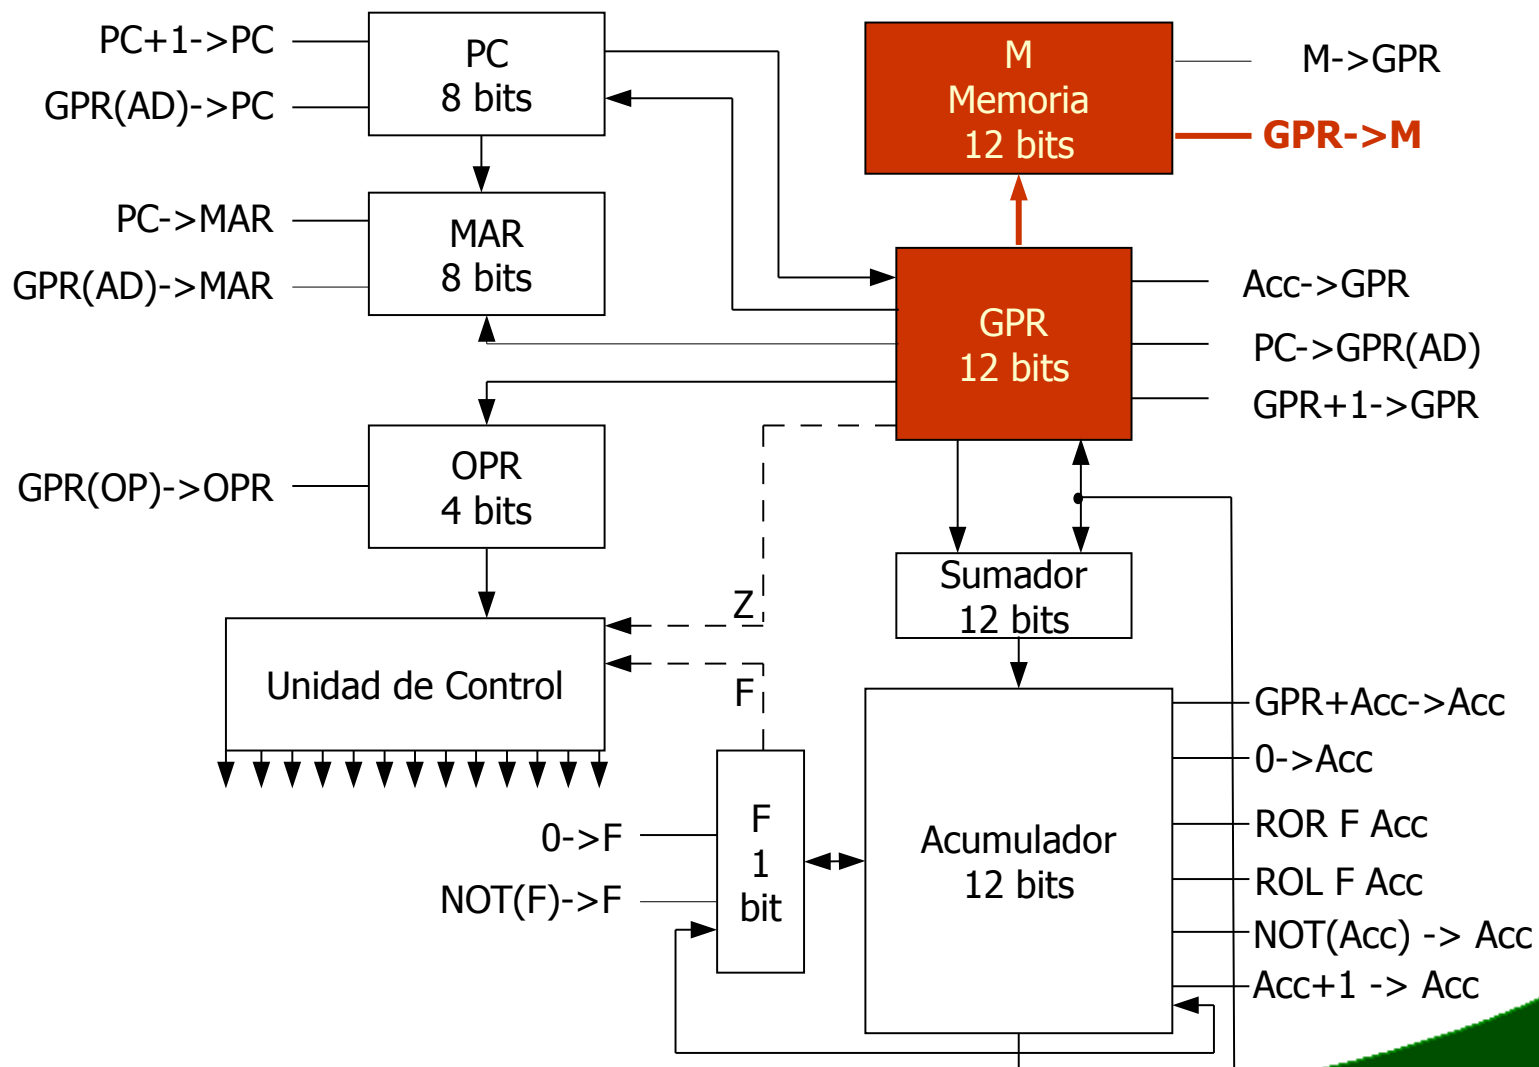 PC+1->PC
GPR(AD)->PC
PC
8 bits
M
Memoria
12 bits
M->GPR
GPR->M
PC->MAR
GPR(AD)->MAR
MAR
8 bits
GPR
12 bits
Acc->GPR
PC->GPR(AD)
GPR+1->GPR
GPR(OP)->OPR
OPR
4 bits
Sumador
12 bits
Z
F
Unidad de Control
0->F
NOT(F)->F
F
1
bit
Acumulador
12 bits
GPR+Acc->Acc
0->Acc
ROR F Acc
ROL F Acc
NOT(Acc) -> Acc
Acc+1 -> Acc